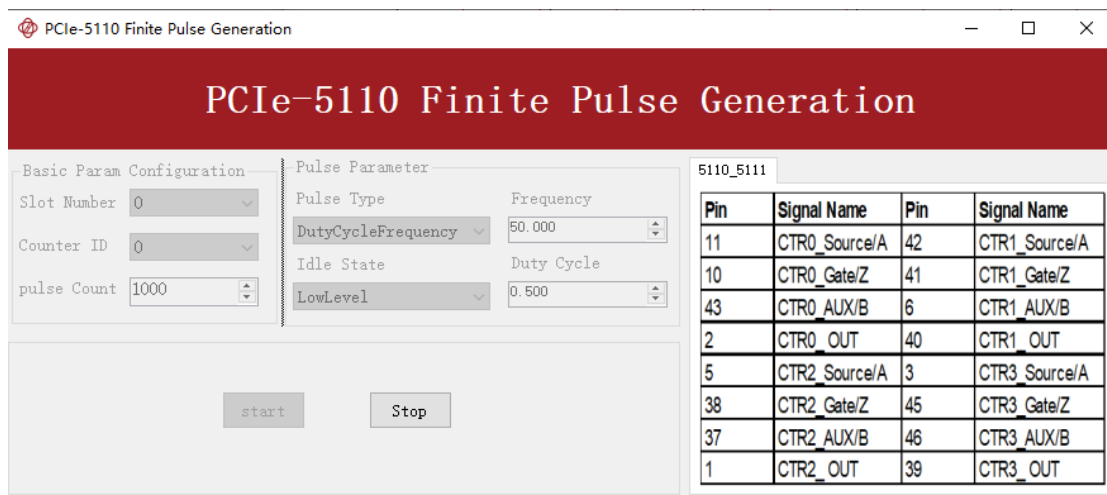 PCIe-5110 Finite Pulse Generation
PCIe-5110 Finite Pulse Generation
Basic Param Configuration
Slot Number 0
Counter ID 0
pulse Count 1000
Pulse Parameter
Pulse Type Frequency
DutyCycleFrequency 50.000
Idle State Duty Cycle
LowLevel 0.500
start Stop
5110_5111
Pin Signal Name Pin Signal Name
11 CTR0_Source/A 42 CTR1_Source/A
10 CTR0_Gate/Z 41 CTR1_Gate/Z
43 CTR0_AUX/B 6 CTR1_AUX/B
2 CTR0_OUT 40 CTR1_OUT
5 CTR2_Source/A 3 CTR3_Source/A
38 CTR2_Gate/Z 45 CTR3_Gate/Z
37 CTR2_AUX/B 46 CTR3_AUX/B
1 CTR2_OUT 39 CTR3_OUT